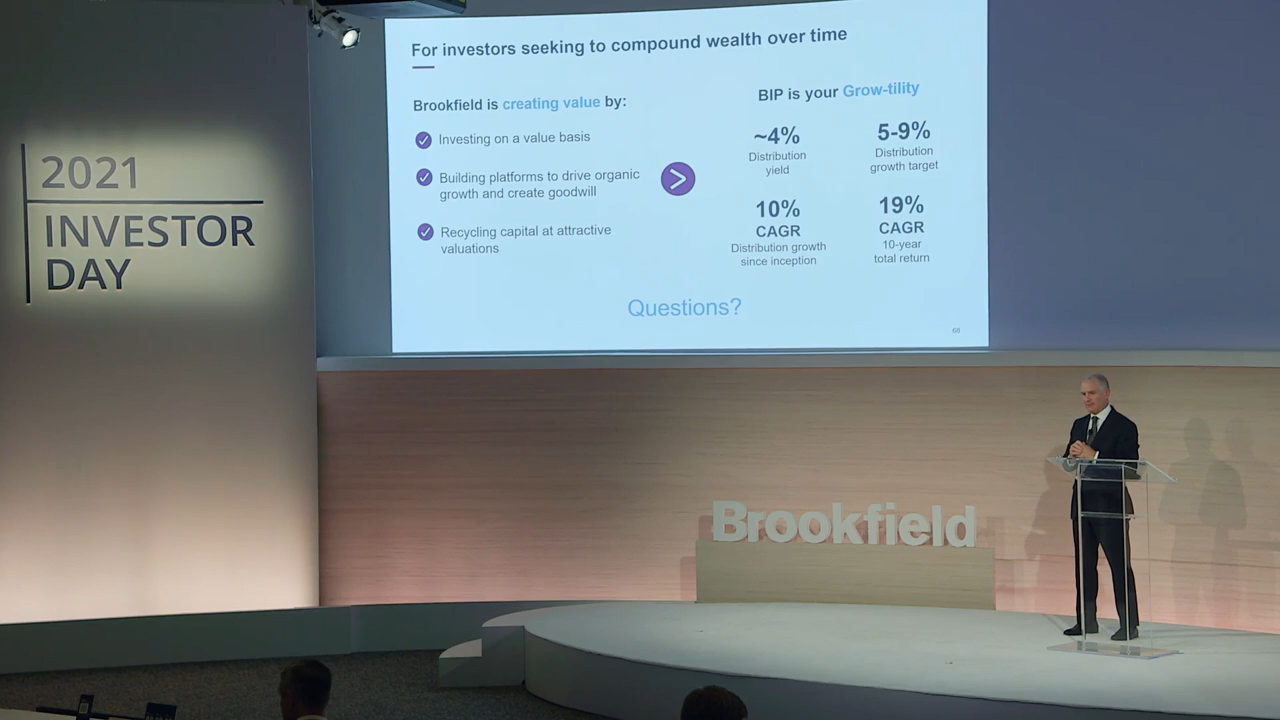 2021
INVESTOR
DAY
For investors seeking to compound wealth over time
Brookfield is creating value by:
Investing on a value basis
Building platforms to drive organic
growth and create goodwill
Recycling capital at attractive
valuations
BIP is your Grow-tility
~4%
Distribution
yield
5-9%
Distribution
growth target
10%
CAGR
Distribution growth
since inception
19%
CAGR
10-year
total return
Questions?
68
Brookfield